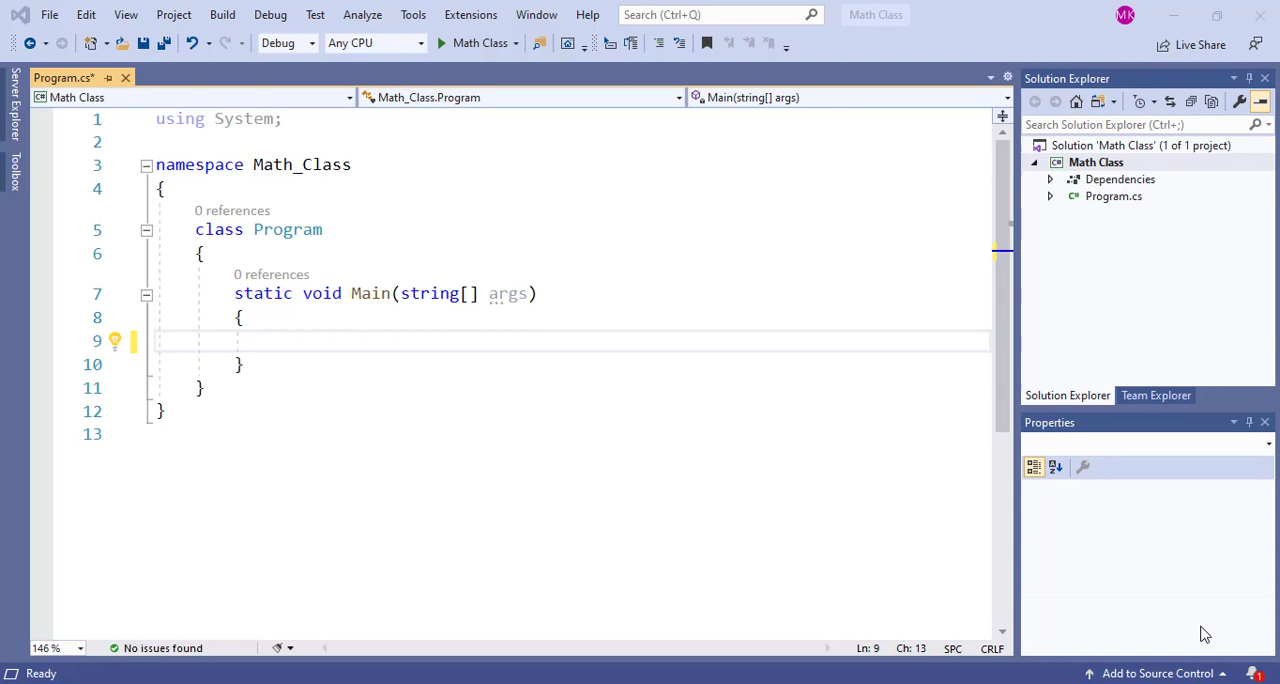 File Edit View Project Build Debug Test Analyze Tools Extensions Window Help Search (Ctrl+Q) Math Class MK
Debug Any CPU Math Class Live Share
Server Explorer
Toolbox
Program.cs*
Math Class Math_Class.Program Main(string[] args)
1 using System;
2
3 namespace Math_Class
4 {
0 references
5 class Program
6 {
0 references
7 static void Main(string[] args)
8 {
9
10 }
11 }
12 }
13
146 % No issues found Ln: 9 Ch: 13 SPC CRLF
Solution Explorer
Search Solution Explorer (Ctrl+;)
Solution 'Math Class' (1 of 1 project)
C# Math Class
Dependencies
C# Program.cs
Solution Explorer Team Explorer
Properties
Ready Add to Source Control 1